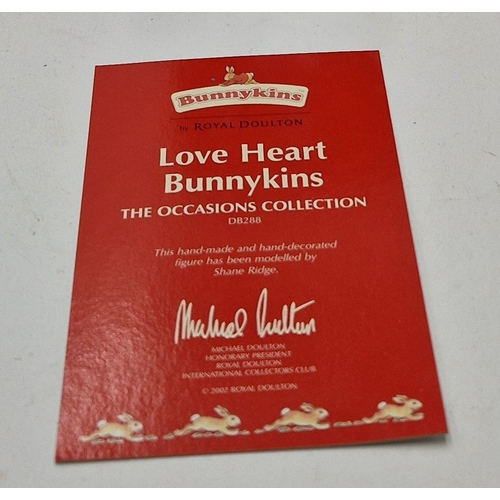 Bunnykins
by ROYAL DOULTON
Love Heart
Bunnykins
THE OCCASIONS COLLECTION
DB288
This hand-made and hand-decorated
figure has been modelled by
Shane Ridge.
Michael Doulton
MICHAEL DOULTON
HONORARY PRESIDENT
ROYAL DOULTON
INTERNATIONAL COLLECTORS CLUB
© 2002 ROYAL DOULTON